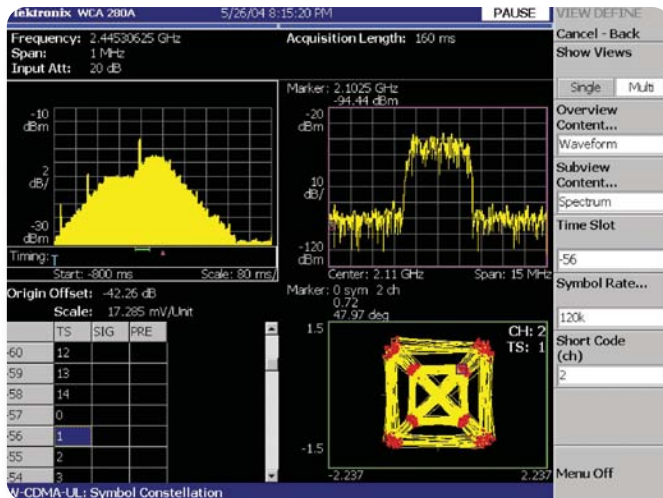 Tektronix WCA 280A 5/26/04 8:15:20 PM PAUSE VIEW DEFINE
Frequency: 2.44530625 GHz
Span: 1 MHz
Input Att: 20 dB
Acquisition Length: 160 ms
Cancel - Back
Show Views
Single Multi
Overview
Content...
Waveform
Subview
Content...
Spectrum
Time Slot
-56
Symbol Rate...
120k
Short Code
(ch)
2
Menu Off
-10
dBm
2
dB/
-30
dBm
Timing: T
Start: -800 ms Scale: 80 ms/
Marker: 2.1025 GHz
-94.44 dBm
-20
dBm
10
dB/
-120
dBm
Center: 2.11 GHz Span: 15 MHz
Origin Offset: -42.26 dB
Scale: 17.285 mV/Unit
TS SIG PRE
-60 12
-59 13
-58 14
-57 0
-56 1
-55 2
-54 3
Marker: 0 sym 2 ch
0.72
47.97 deg
1.5
CH: 2
TS: 1
-1.5
-2.237 2.237
W-CDMA-UL: Symbol Constellation